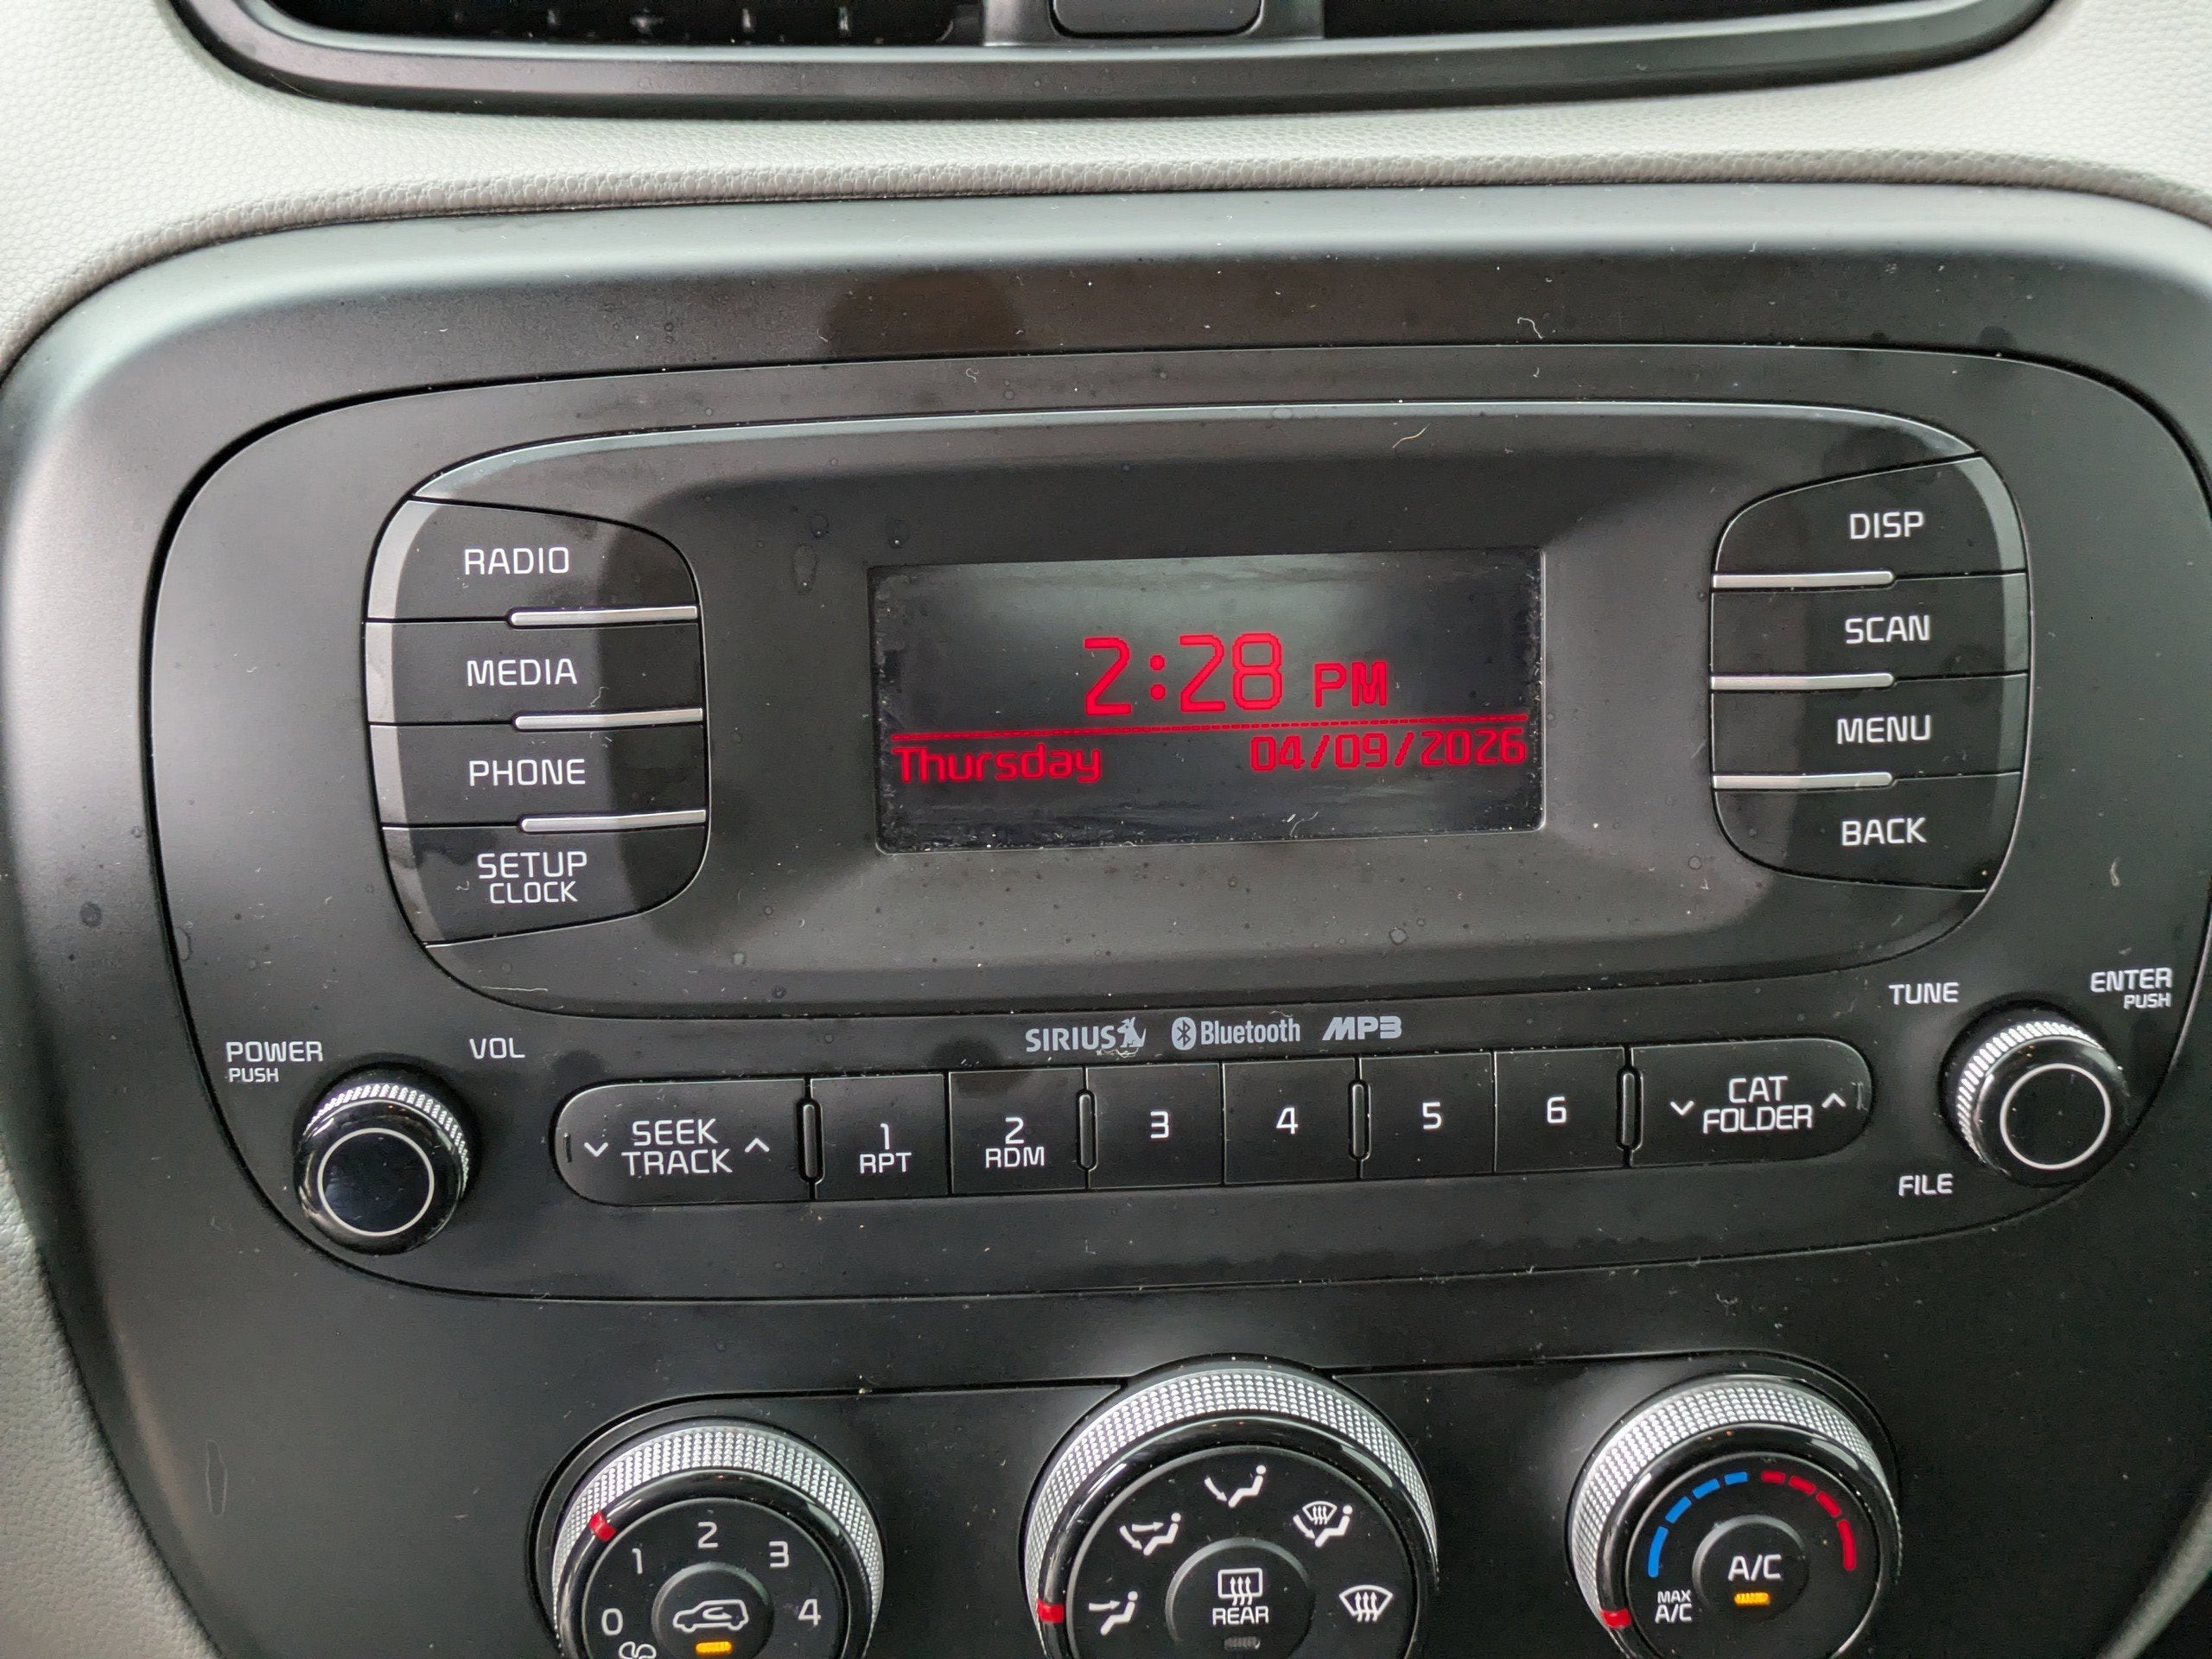 RADIO
MEDIA
PHONE
SETUP
CLOCK
2:28 PM
Thursday 04/09/2026
DISP
SCAN
MENU
BACK
POWER
PUSH
VOL
SIRIUS Bluetooth MP3
TUNE
ENTER
PUSH
FILE
SEEK
TRACK
1
RPT
2
RDM
3
4
5
6
CAT
FOLDER
0 1 2 3 4
REAR
A/C
MAX
A/C